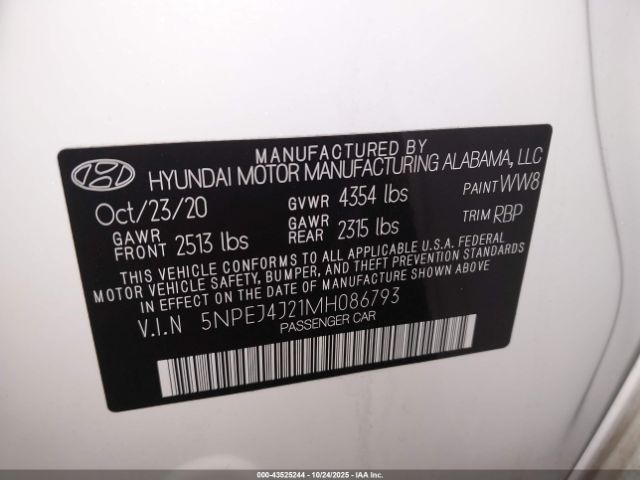 MANUFACTURED BY
HYUNDAI MOTOR MANUFACTURING ALABAMA, LLC
Oct/23/20 GVWR 4354 lbs PAINT WW8
GAWR FRONT 2513 lbs GAWR REAR 2315 lbs TRIM RBP
THIS VEHICLE CONFORMS TO ALL APPLICABLE U.S.A. FEDERAL
MOTOR VEHICLE SAFETY, BUMPER, AND THEFT PREVENTION STANDARDS
IN EFFECT ON THE DATE OF MANUFACTURE SHOWN ABOVE
V.I.N 5NPEJ4J21MH086793
PASSENGER CAR
000-43525244 - 10/24/2025 - IAA